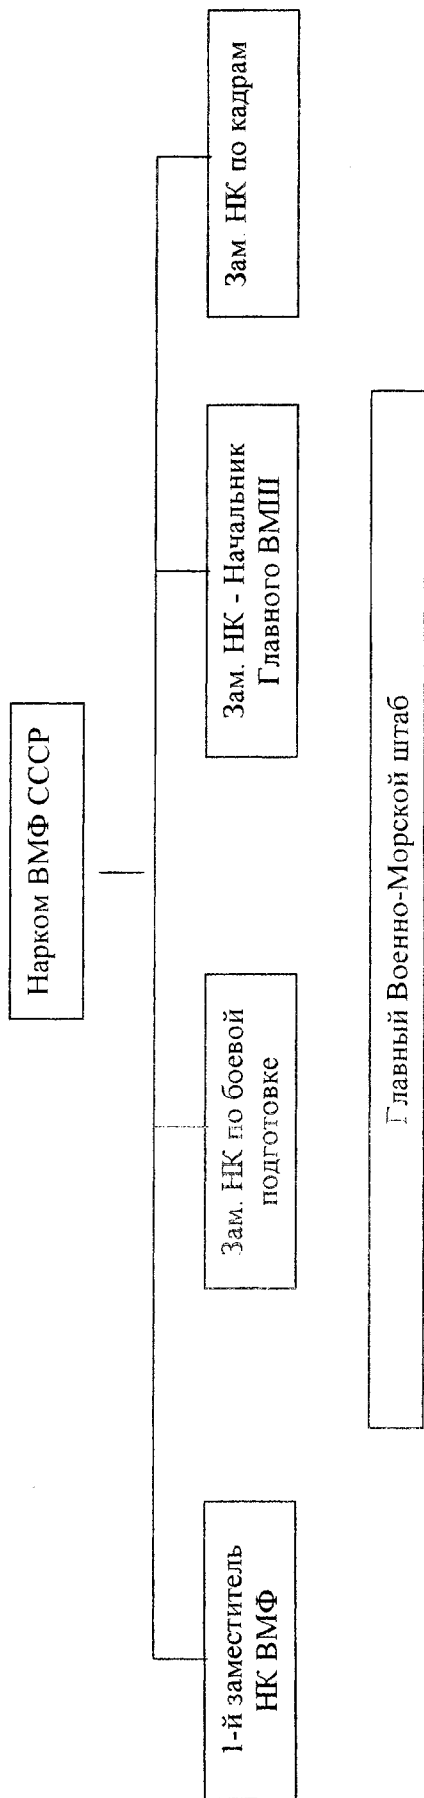 Нарком ВМФ СССР
1-й заместитель
НК ВМФ
Зам. НК по боевой
подготовке
Зам. НК - Начальник
Главного ВМШ
Зам. НК по кадрам
Главный Военно-Морской штаб